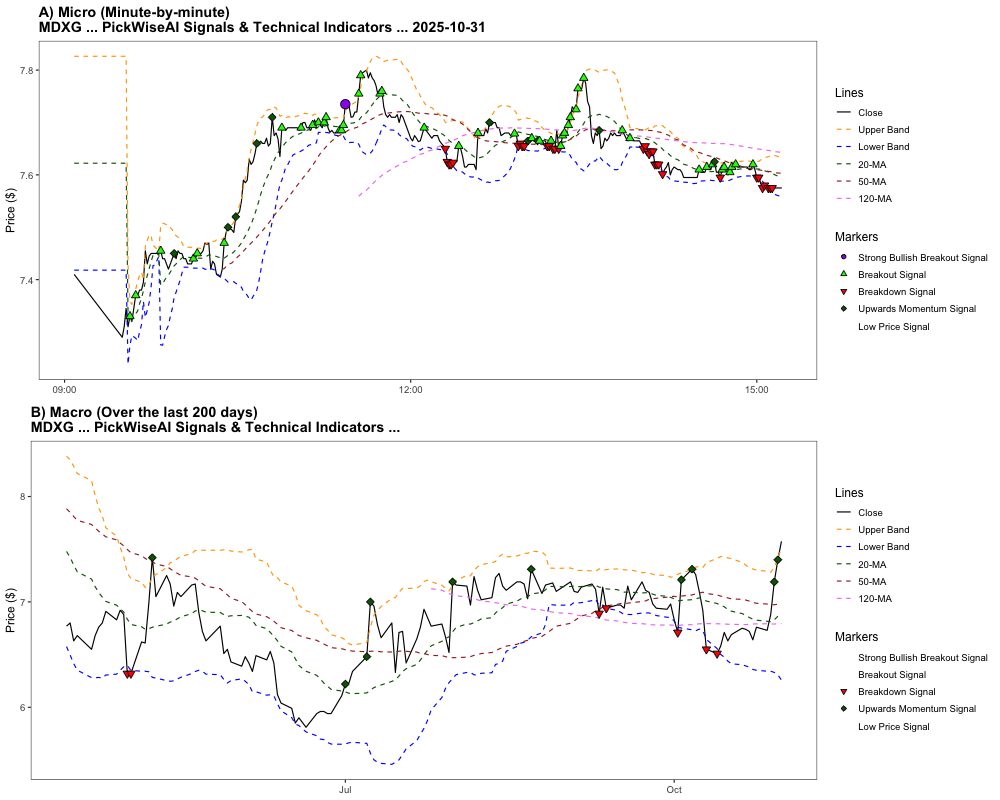 A) Micro (Minute-by-minute)
MDXG ... PickWiseAI Signals & Technical Indicators ... 2025-10-31
Price ($)
7.8
7.6
7.4
09:00
12:00
15:00
Lines
Close
Upper Band
Lower Band
20-MA
50-MA
120-MA
Markers
Strong Bullish Breakout Signal
Breakout Signal
Breakdown Signal
Upwards Momentum Signal
Low Price Signal
B) Macro (Over the last 200 days)
MDXG ... PickWiseAI Signals & Technical Indicators ...
Price ($)
8
7
6
Jul
Oct
Lines
Close
Upper Band
Lower Band
20-MA
50-MA
120-MA
Markers
Strong Bullish Breakout Signal
Breakout Signal
Breakdown Signal
Upwards Momentum Signal
Low Price Signal